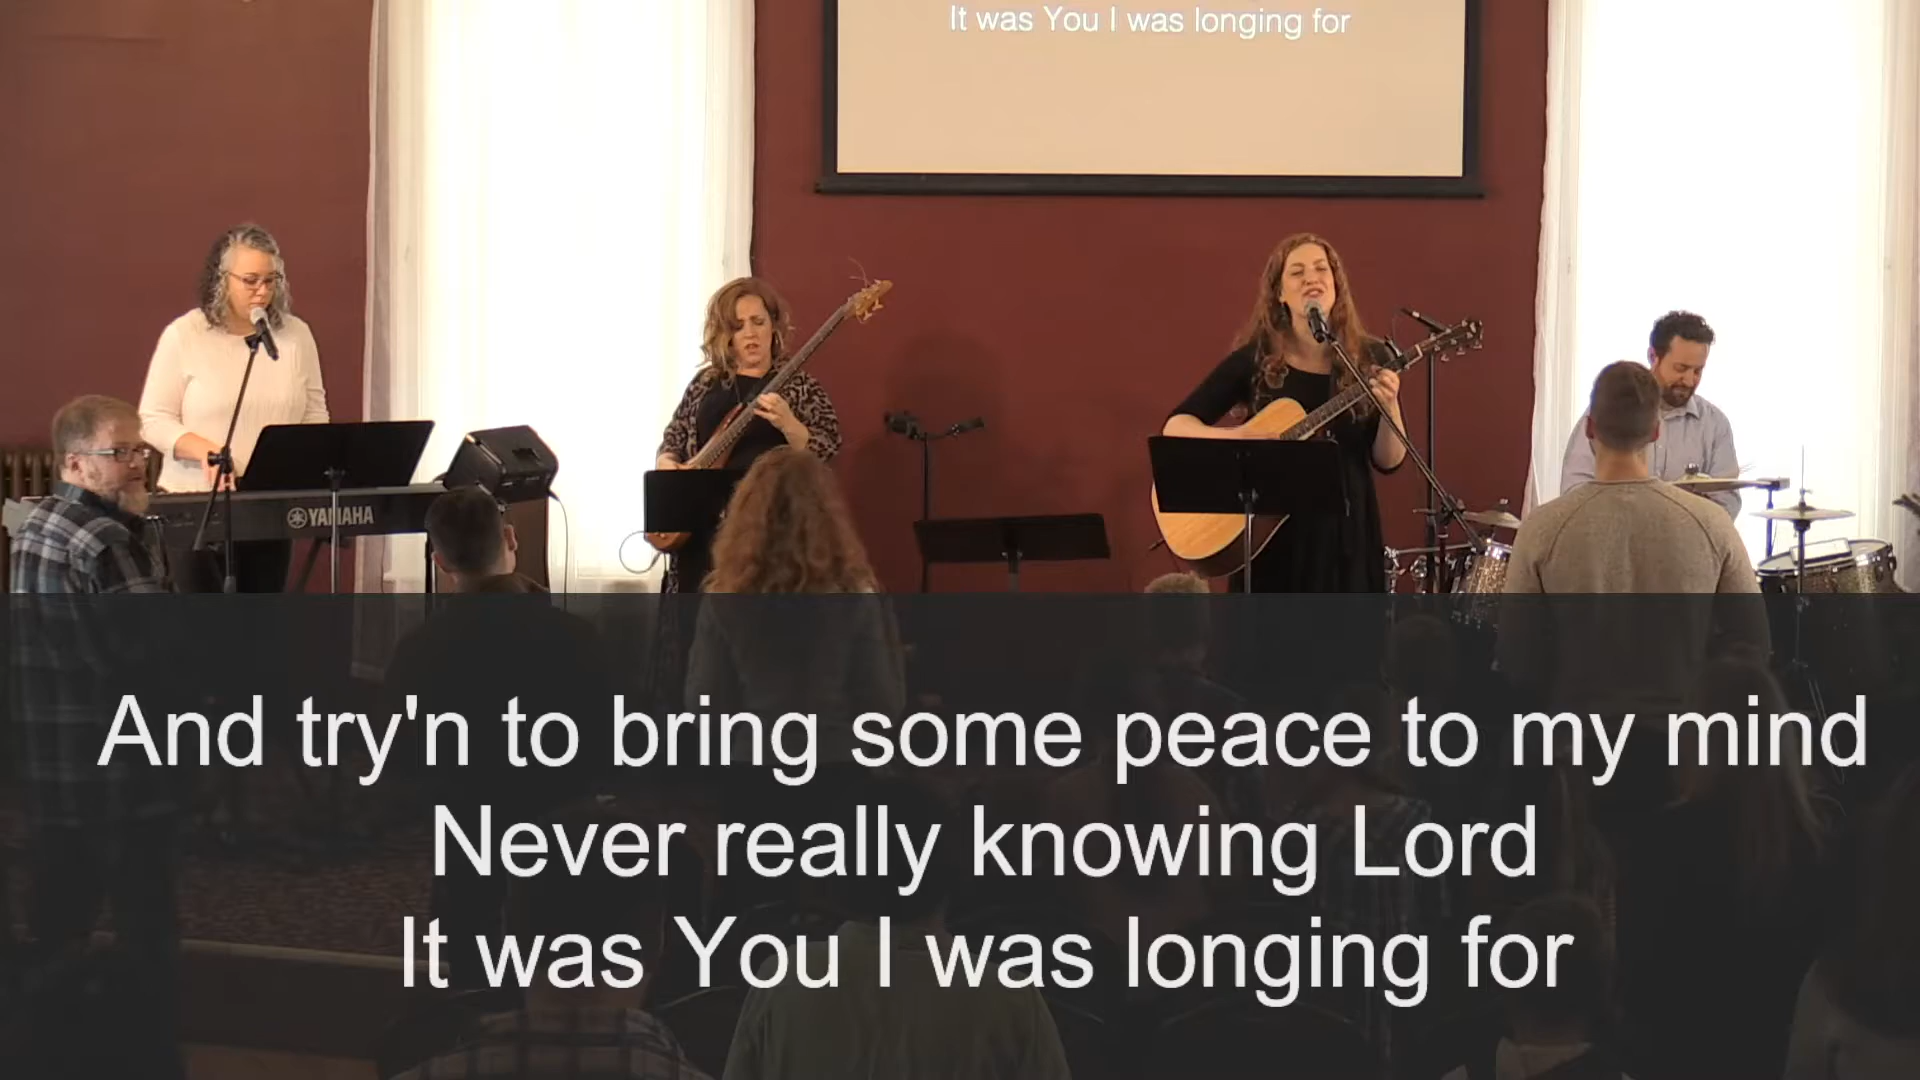 It was You I was longing for
YAMAHA
And try'n to bring some peace to my mind
Never really knowing Lord
It was You I was longing for